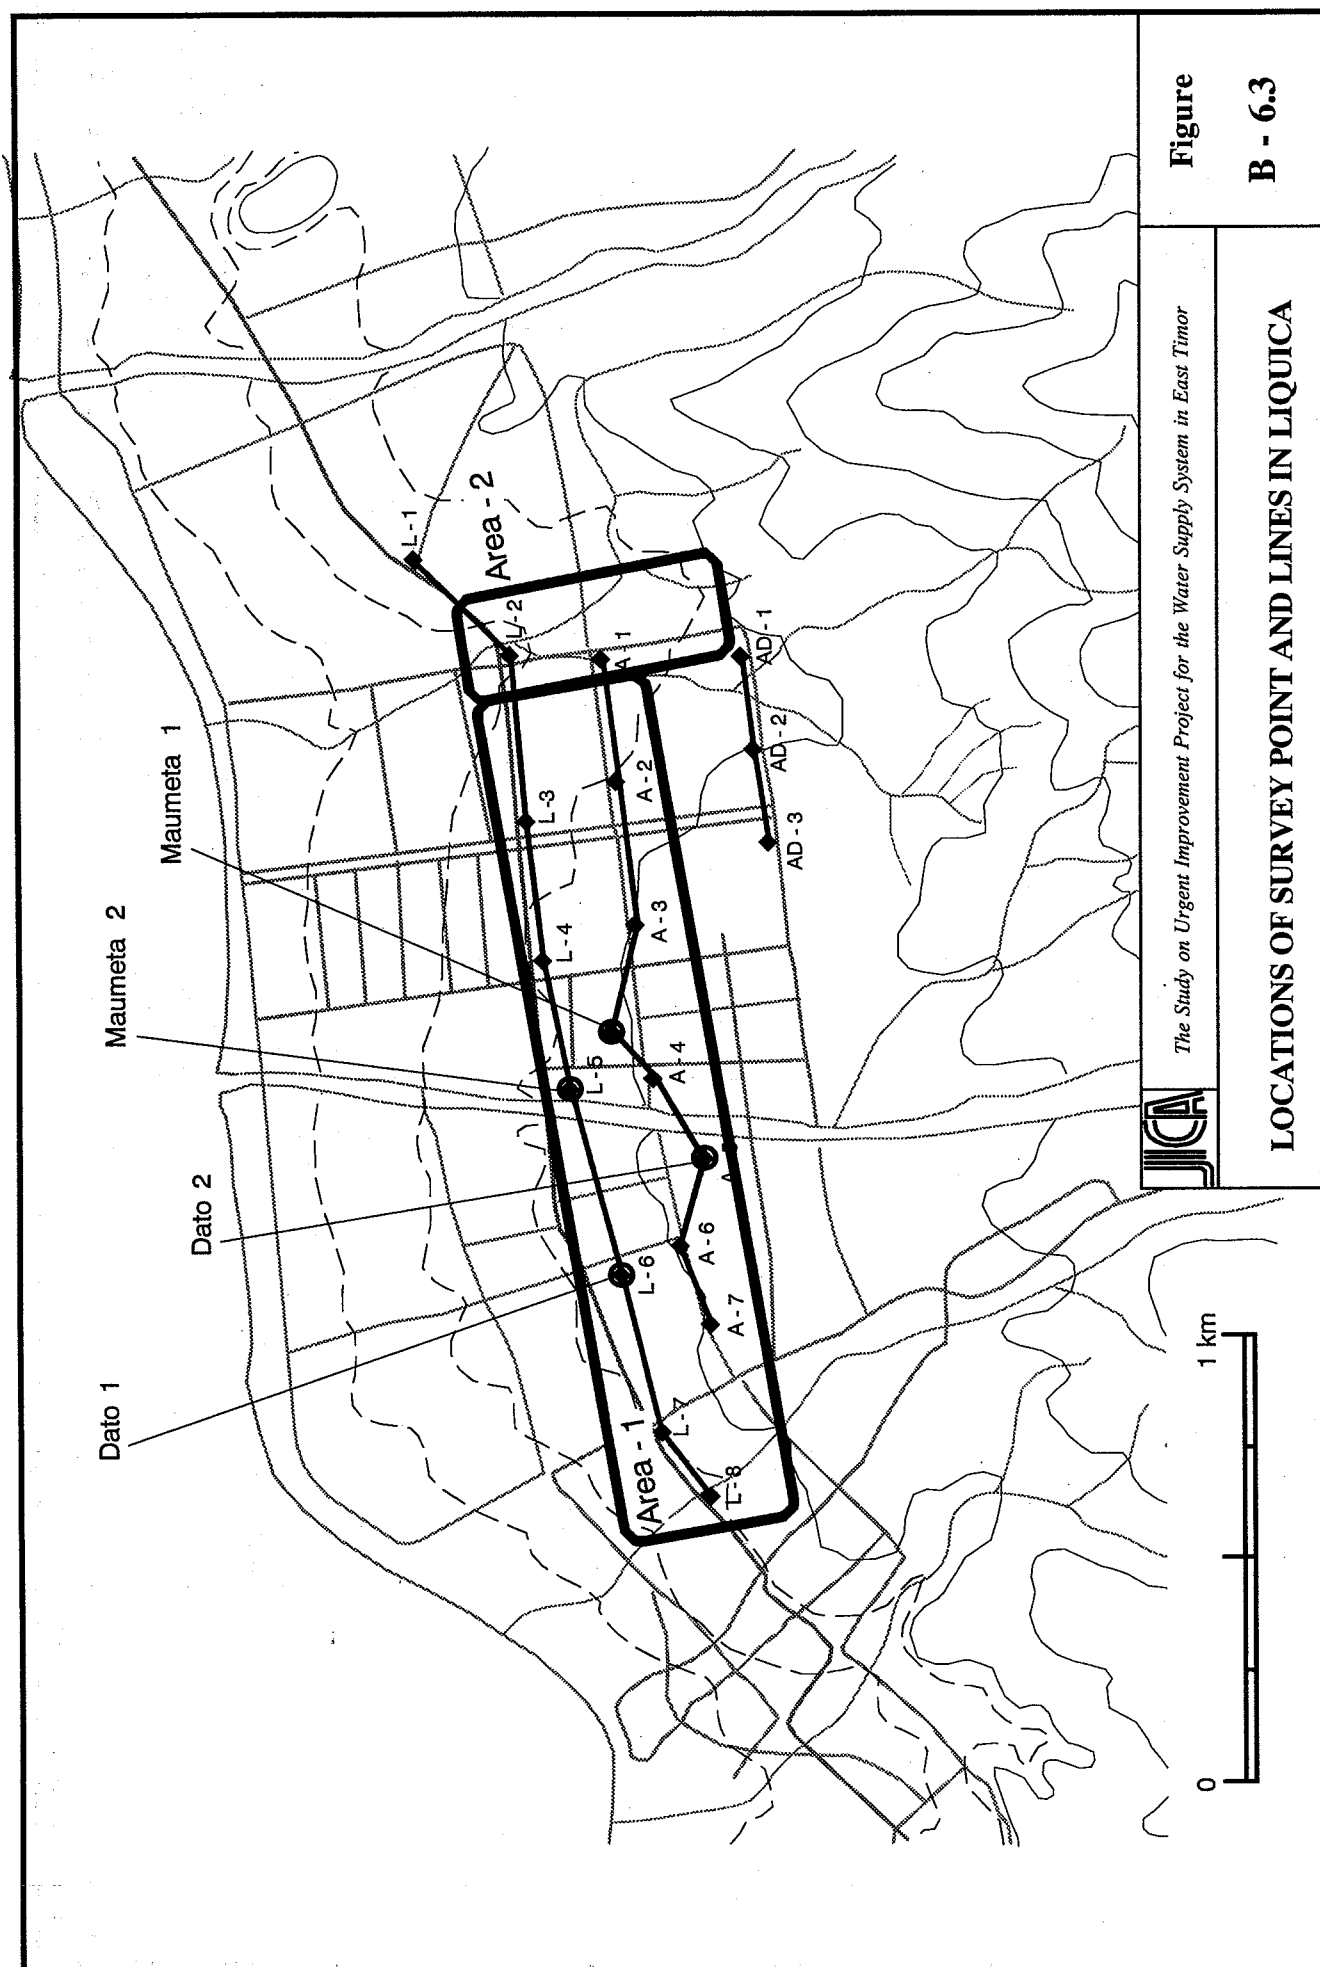 Maumeta 1
Maumeta 2
Dato 2
Dato 1
L-1
Area - 2
L-2
A-1
AD-1
AD-2
AD-3
L-3
A-2
L-4
A-3
L-5
A-4
A
L-6
A-6
A-7
L-7
L-8
Area - 1
0
1 km
JICA
The Study on Urgent Improvement Project for the Water Supply System in East Timor
Figure
LOCATIONS OF SURVEY POINT AND LINES IN LIQUICA
B - 6.3